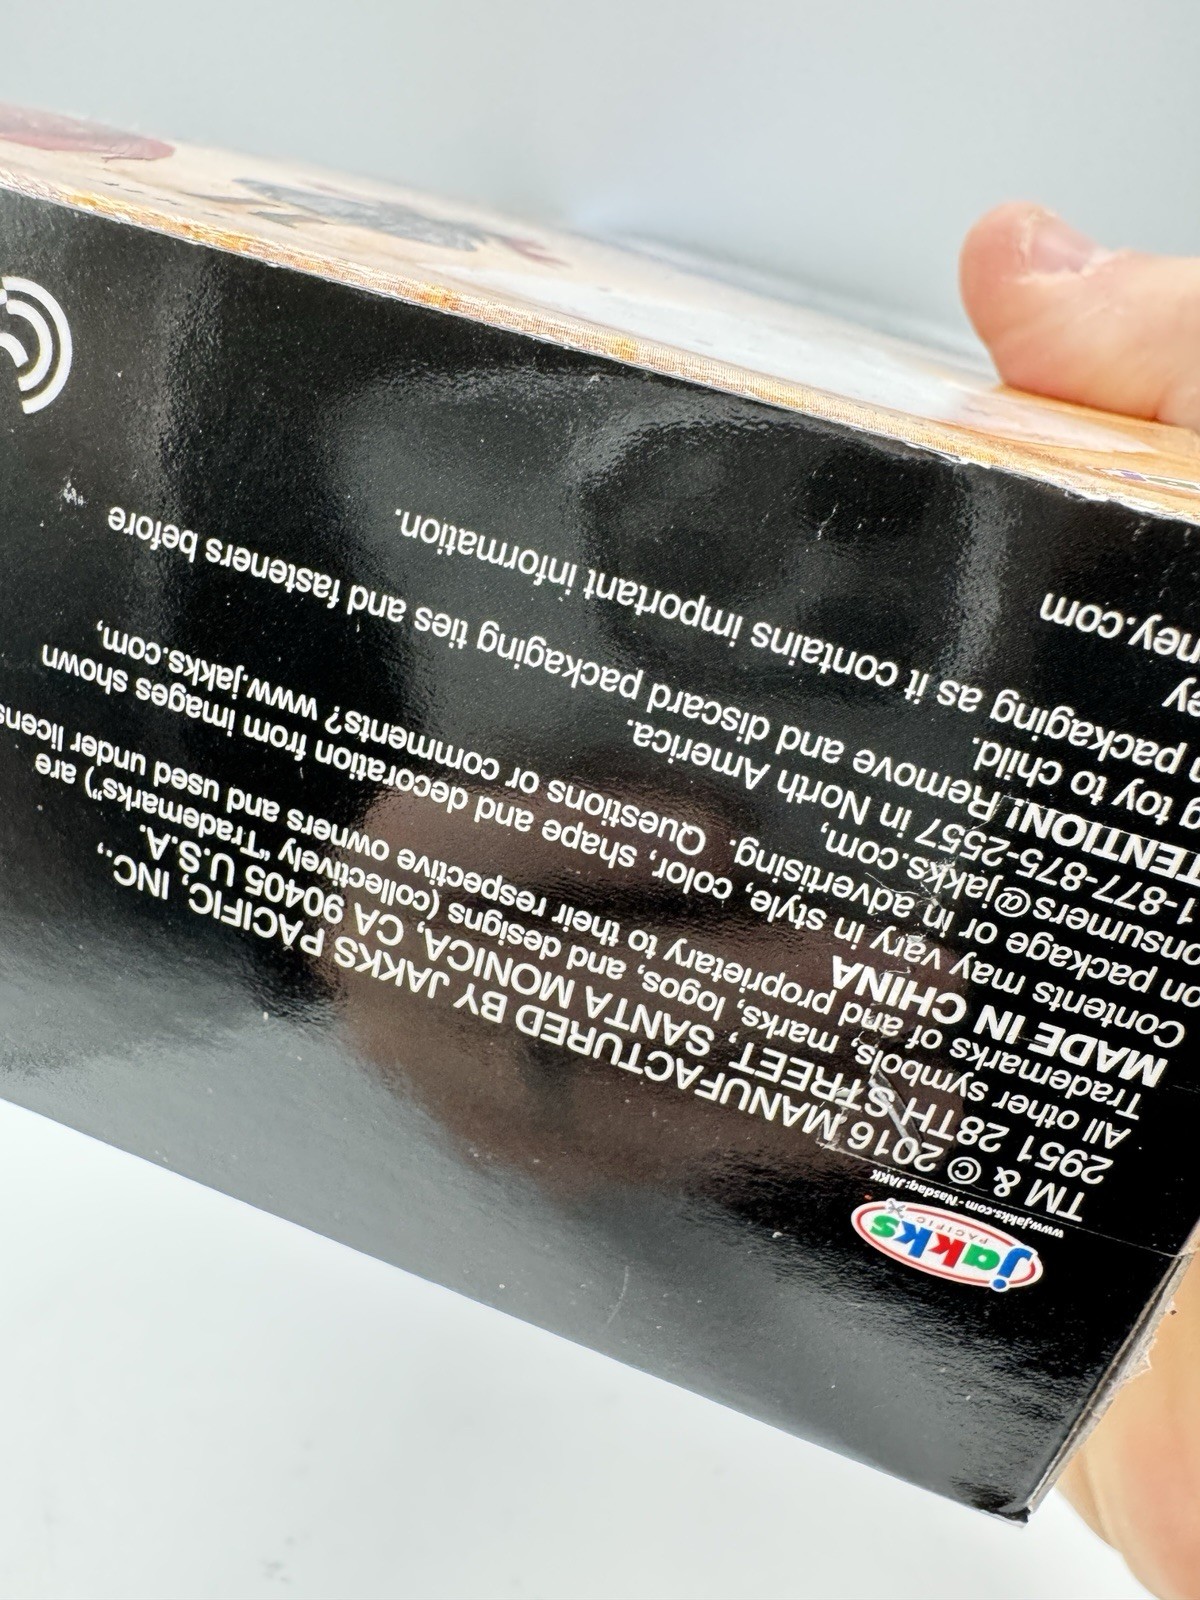 jakks
PACIFIC
www.jakks.com - Nasdaq: JAKK
TM & © 2016 MANUFACTURED BY JAKKS PACIFIC, INC.,
2951 28TH STREET, SANTA MONICA, CA 90405 U.S.A.
All other symbols, marks, logos, and designs (collectively "Trademarks") are
Trademarks of and proprietary to their respective owners and used under licens
MADE IN CHINA
Contents may vary in style, color, shape and decoration from images shown
on package or in advertising. Questions or comments? www.jakks.com,
onsumers@jakks.com,
1-877-875-2557 in North America.
TENTION! Remove and discard packaging ties and fasteners before
g toy to child.
packaging as it contains important information.
ey
ney.com